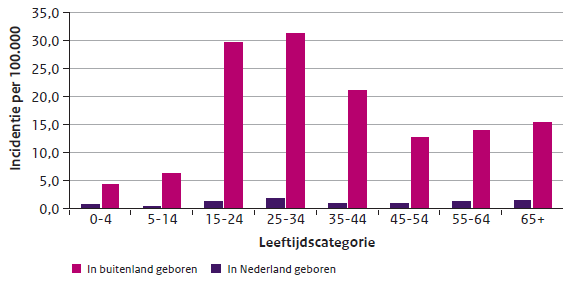 Incidentie per 100.000
35,0
30,0
25,0
20,0
15,0
10,0
5,0
0,0
0-4 5-14 15-24 25-34 35-44 45-54 55-64 65+
Leeftijdscategorie
In buitenland geboren In Nederland geboren